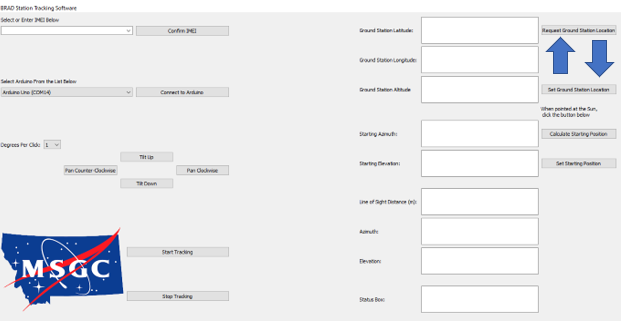 BRAD Station Tracking Software
Select or Enter IMEI Below
Confirm IMEI
Select Arduino From the List Below
Arduino Uno (COM14)
Connect to Arduino
Degrees Per Click:
1
Tilt Up
Pan Counter-Clockwise
Pan Clockwise
Tilt Down
MSGC
Start Tracking
Stop Tracking
Ground Station Latitude:
Request Ground Station Location
Ground Station Longitude:
Ground Station Altitude
Set Ground Station Location
When pointed at the Sun,
click the button below
Starting Azimuth:
Calculate Starting Position
Starting Elevation:
Set Starting Position
Line of Sight Distance (m):
Azimuth:
Elevation:
Status Box: